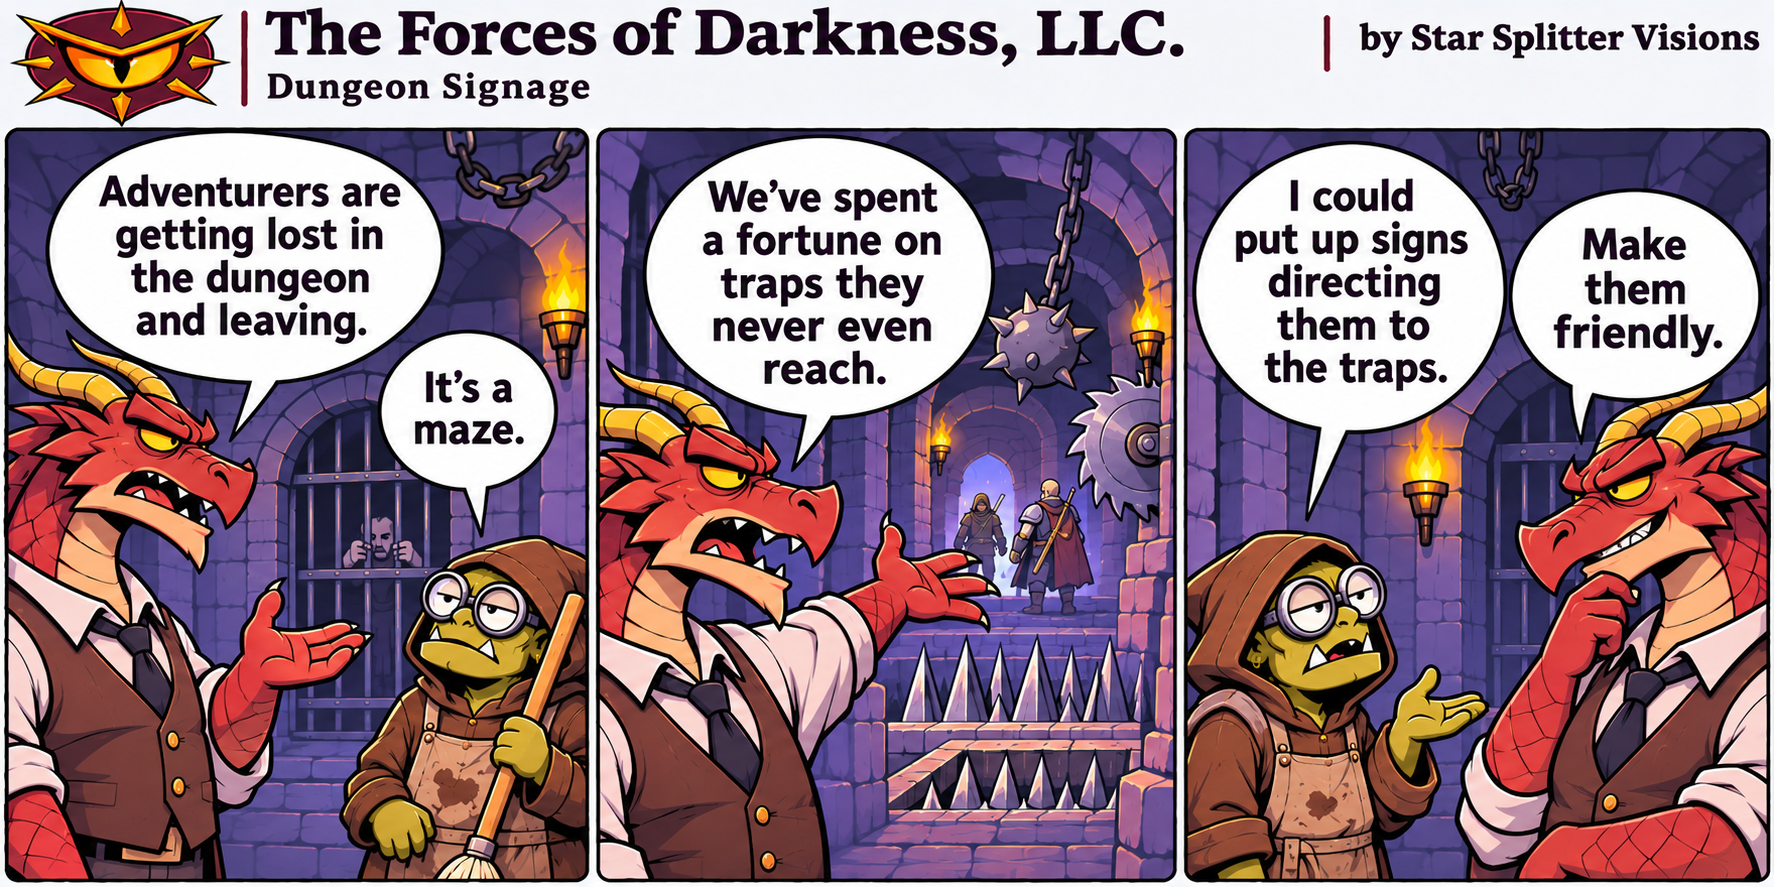 The Forces of Darkness, LLC.
Dungeon Signage
by Star Splitter Visions
Adventurers are
getting lost in
the dungeon
and leaving.
It's a
maze.
We've spent
a fortune on
traps they
never even
reach.
I could
put up signs
directing
them to
the traps.
Make
them
friendly.